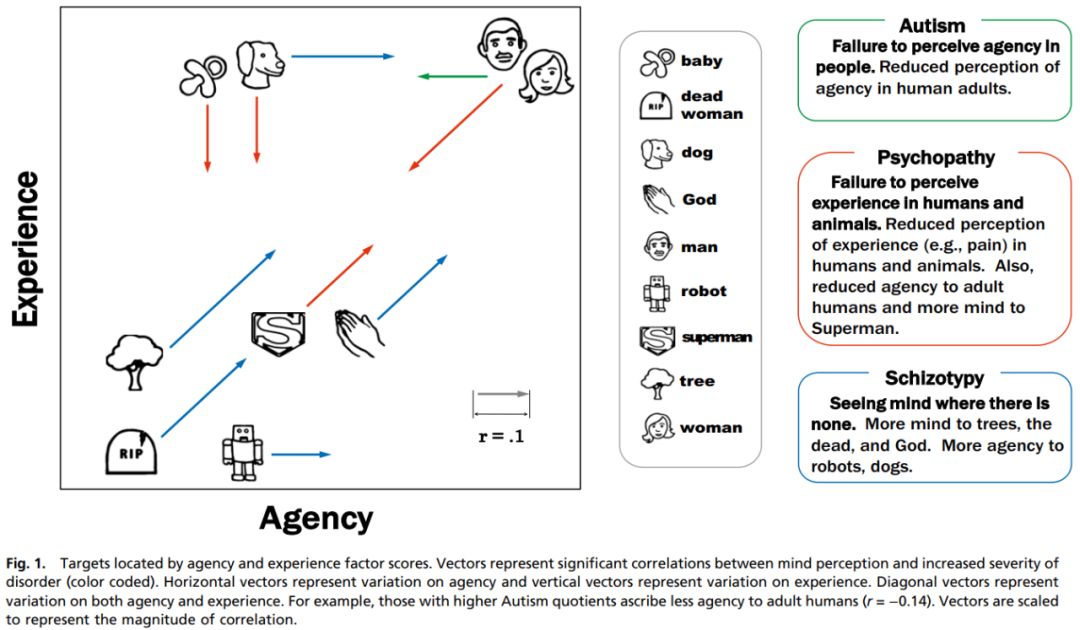 Experience
RIP
S
RIP
r = .1
Agency
baby
RIP
dead
woman
dog
God
man
robot
S
superman
tree
woman
Autism
Failure to perceive agency in
people. Reduced perception of
agency in human adults.
Psychopathy
Failure to perceive
experience in humans and
animals. Reduced perception
of experience (e.g., pain) in
humans and animals. Also,
reduced agency to adult
humans and more mind to
Superman.
Schizotypy
Seeing mind where there is
none. More mind to trees, the
dead, and God. More agency to
robots, dogs.
Fig. 1. Targets located by agency and experience factor scores. Vectors represent significant correlations between mind perception and increased severity of
disorder (color coded). Horizontal vectors represent variation on agency and vertical vectors represent variation on experience. Diagonal vectors represent
variation on both agency and experience. For example, those with higher Autism quotients ascribe less agency to adult humans (r = −0.14). Vectors are scaled
to represent the magnitude of correlation.